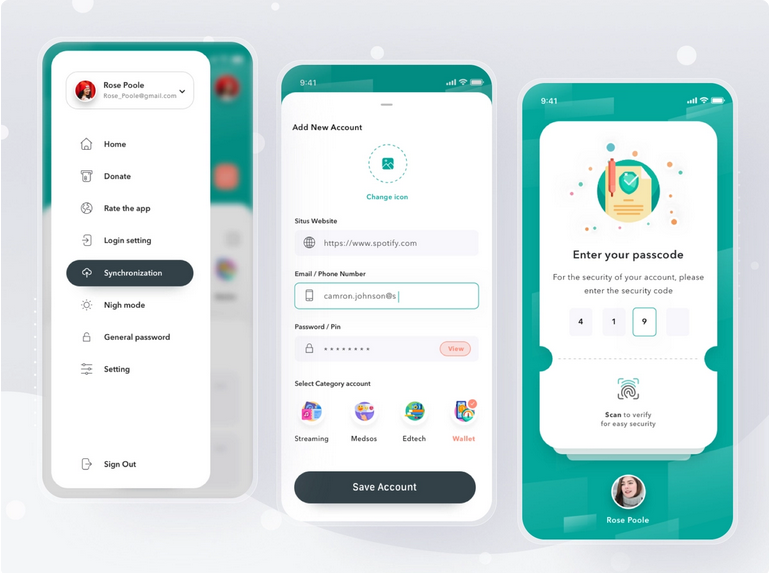 Rose Poole
Rose_Poole@gmail.com
Home
Donate
Rate the app
Login setting
Synchronization
Nigh mode
General password
Setting
Sign Out
9:41
Add New Account
Change icon
Situs Website
https://www.spotify.com
Email / Phone Number
camron.johnson@s
Password / Pin
View
Select Category account
Streaming
Medsos
Edtech
Wallet
Save Account
9:41
Enter your passcode
For the security of your account, please
enter the security code
4 1 9
Scan to verify
for easy security
Rose Poole